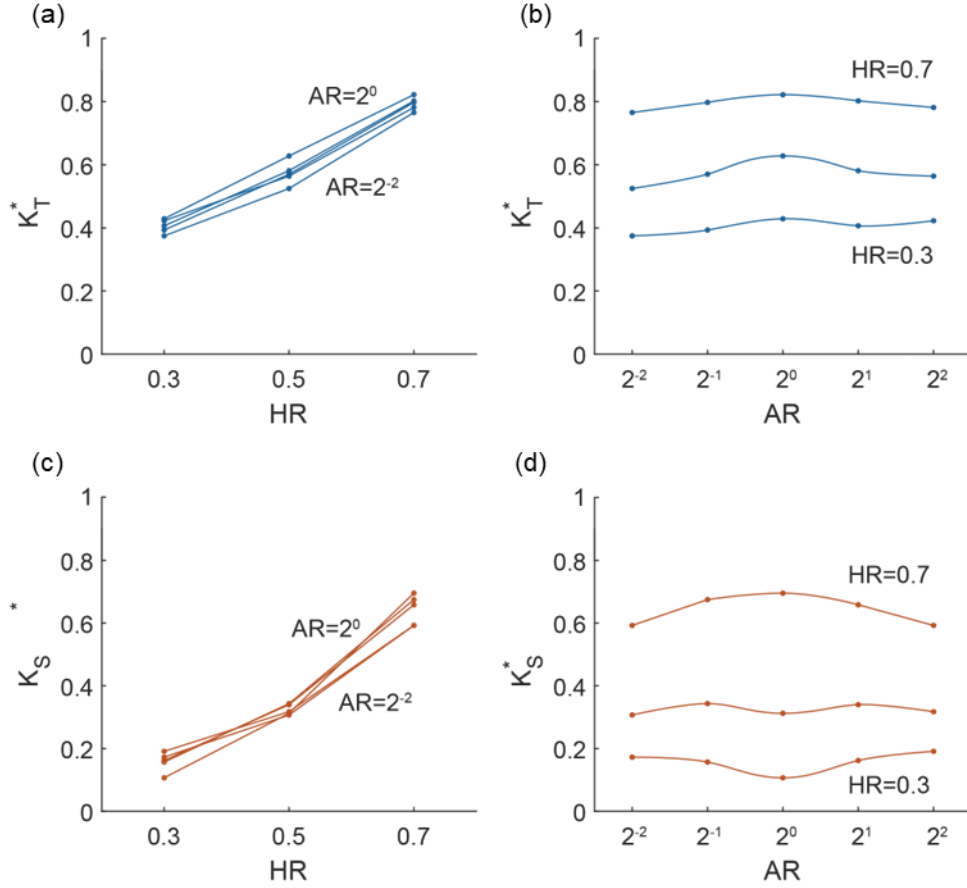 (a)
1
0.8
0.6
0.4
0.2
0
K_T^*
AR=2⁰
AR=2⁻²
0.3 0.5 0.7
HR
(b)
1
0.8
0.6
0.4
0.2
0
K_T^*
HR=0.7
HR=0.3
2⁻² 2⁻¹ 2⁰ 2¹ 2²
AR
(c)
1
0.8
0.6
0.4
0.2
0
K_S
*
AR=2⁰
AR=2⁻²
0.3 0.5 0.7
HR
(d)
1
0.8
0.6
0.4
0.2
0
K_S^*
HR=0.7
HR=0.3
2⁻² 2⁻¹ 2⁰ 2¹ 2²
AR